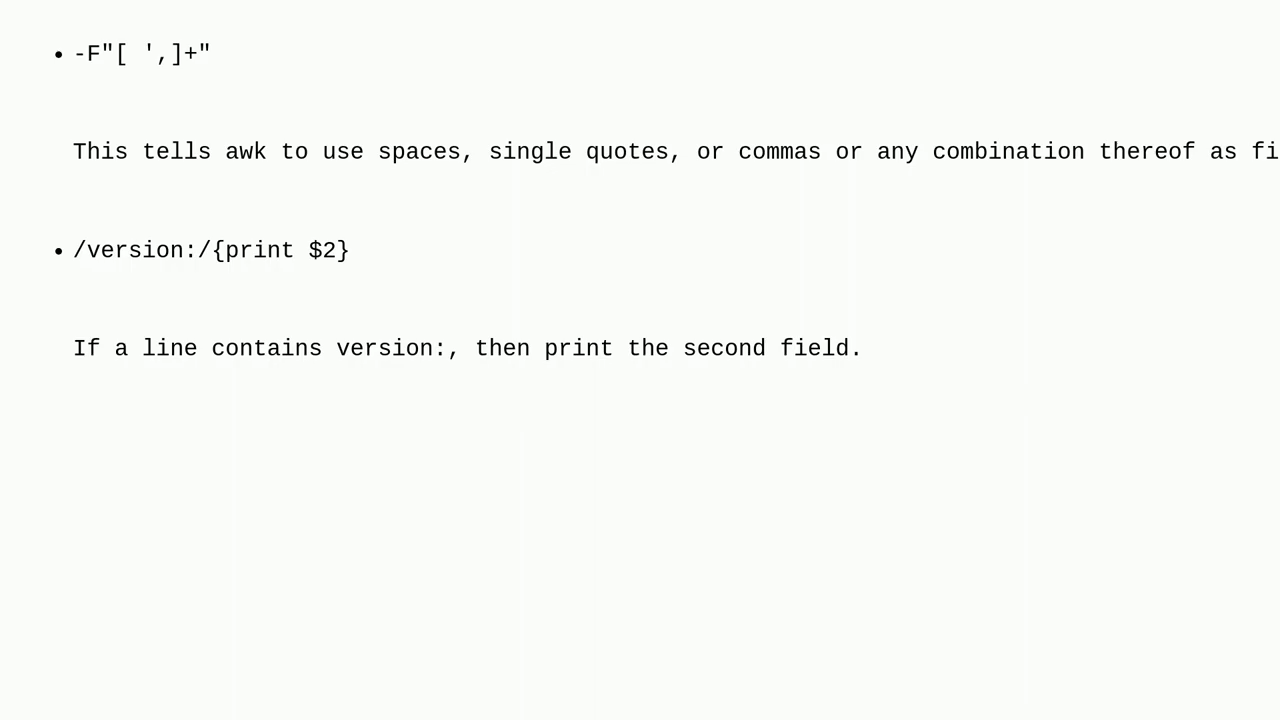 • -F"[ ',]+"
This tells awk to use spaces, single quotes, or commas or any combination thereof as
• /version:/{print $2}
If a line contains version:, then print the second field.